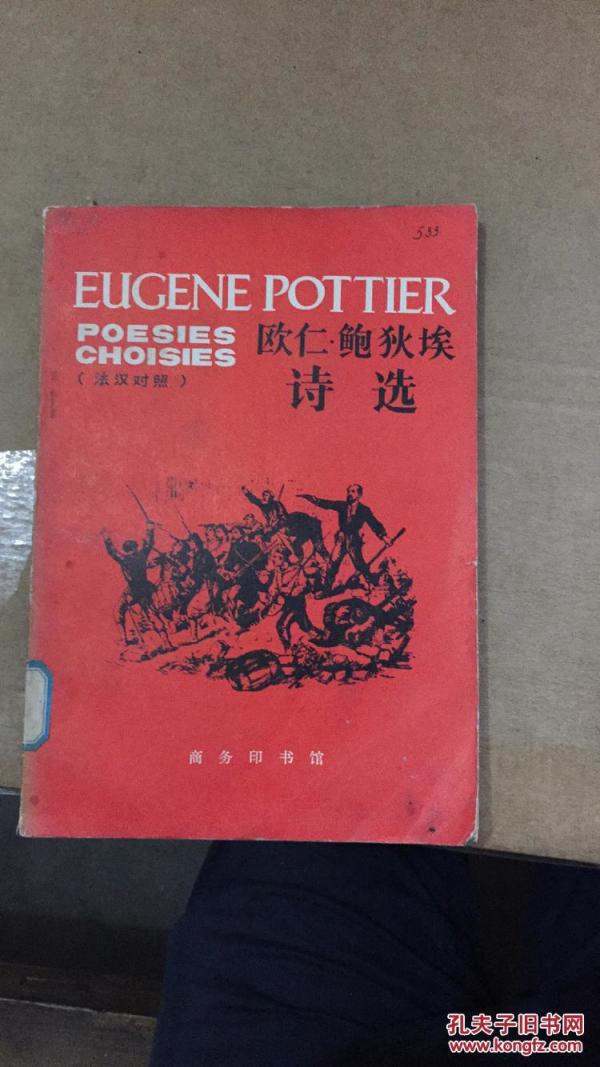 533
EUGENE POTTIER
POESIES
CHOISIES
(法汉对照)
欧仁·鲍狄埃
诗选
商务印书馆
孔夫子旧书网
www.kongfz.com